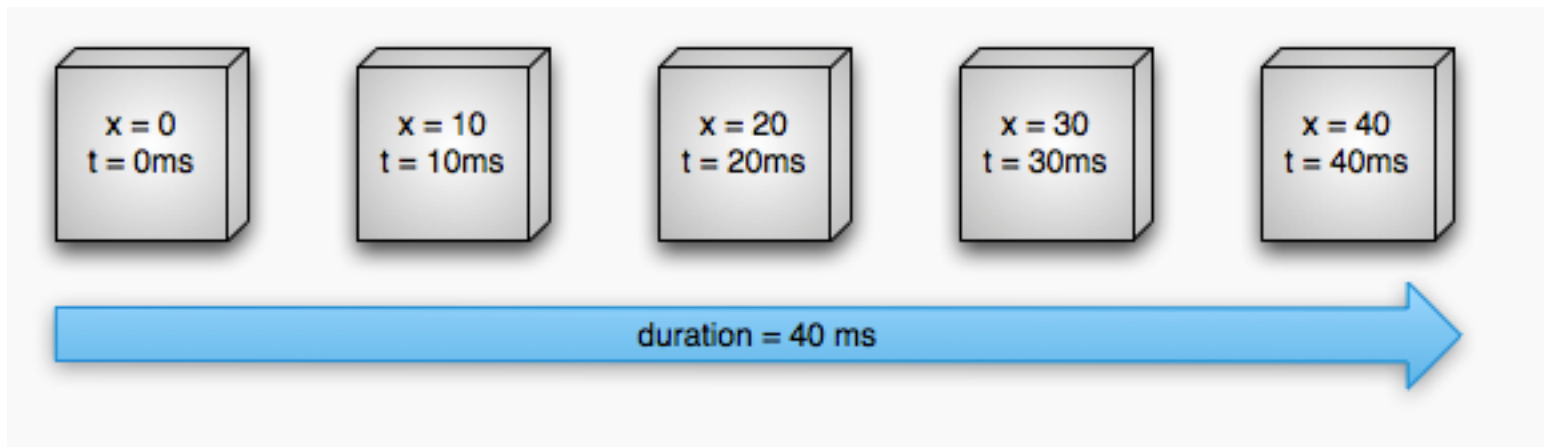 x = 0
t = 0ms
x = 10
t = 10ms
x = 20
t = 20ms
x = 30
t = 30ms
x = 40
t = 40ms
duration = 40 ms